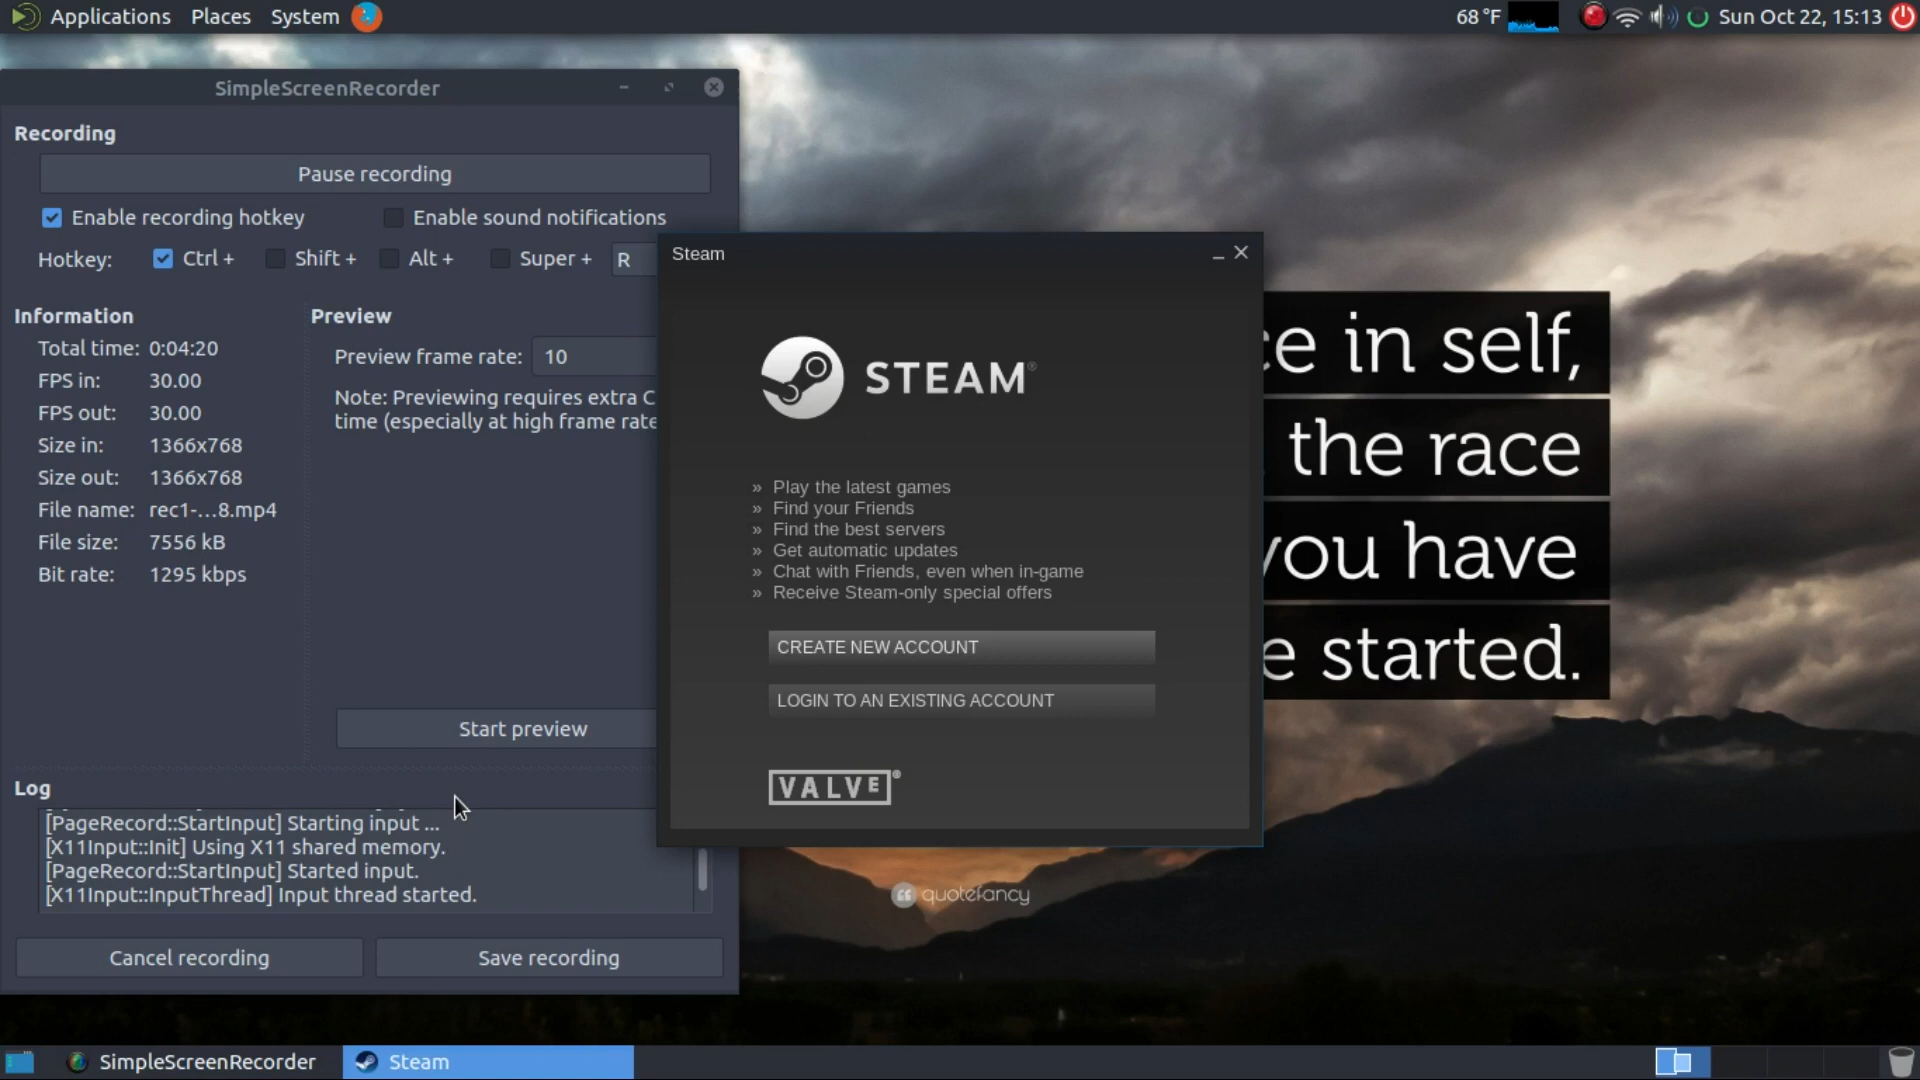 Applications Places System
68 °F
Sun Oct 22, 15:13
SimpleScreenRecorder
Recording
Pause recording
Enable recording hotkey
Enable sound notifications
Hotkey: Ctrl + Shift + Alt + Super + R
Information
Total time: 0:04:20
FPS in: 30.00
FPS out: 30.00
Size in: 1366x768
Size out: 1366x768
File name: rec1-...8.mp4
File size: 7556 kB
Bit rate: 1295 kbps
Preview
Preview frame rate: 10
Note: Previewing requires extra C
time (especially at high frame rate
Start preview
Log
[PageRecord::StartInput] Starting input ...
[X11Input::Init] Using X11 shared memory.
[PageRecord::StartInput] Started input.
[X11Input::InputThread] Input thread started.
Cancel recording
Save recording
Steam
STEAM®
» Play the latest games
» Find your Friends
» Find the best servers
» Get automatic updates
» Chat with Friends, even when in-game
» Receive Steam-only special offers
CREATE NEW ACCOUNT
LOGIN TO AN EXISTING ACCOUNT
VALVE®
e in self,
the race
you have
e started.
quotefancy
SimpleScreenRecorder
Steam